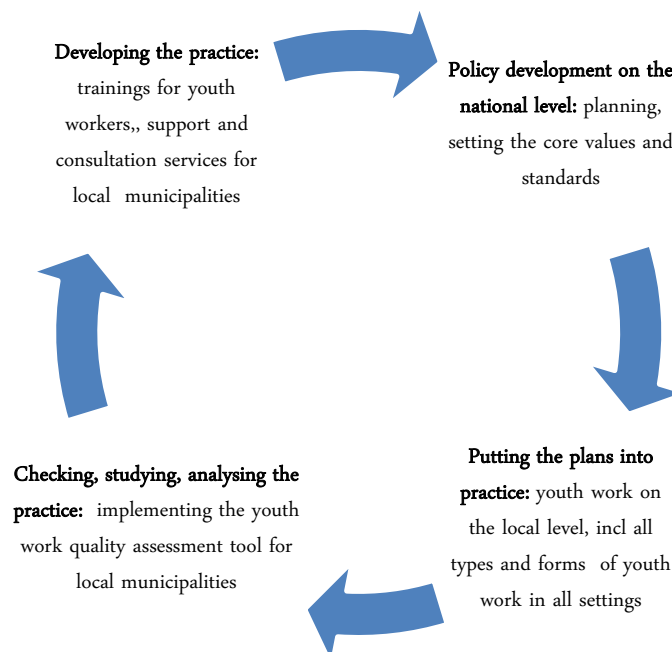 Developing the practice:
trainings for youth
workers,, support and
consultation services for
local municipalities
Policy development on the
national level: planning,
setting the core values and
standards
Putting the plans into
practice: youth work on
the local level, incl all
types and forms of youth
work in all settings
Checking, studying, analysing the
practice: implementing the youth
work quality assessment tool for
local municipalities